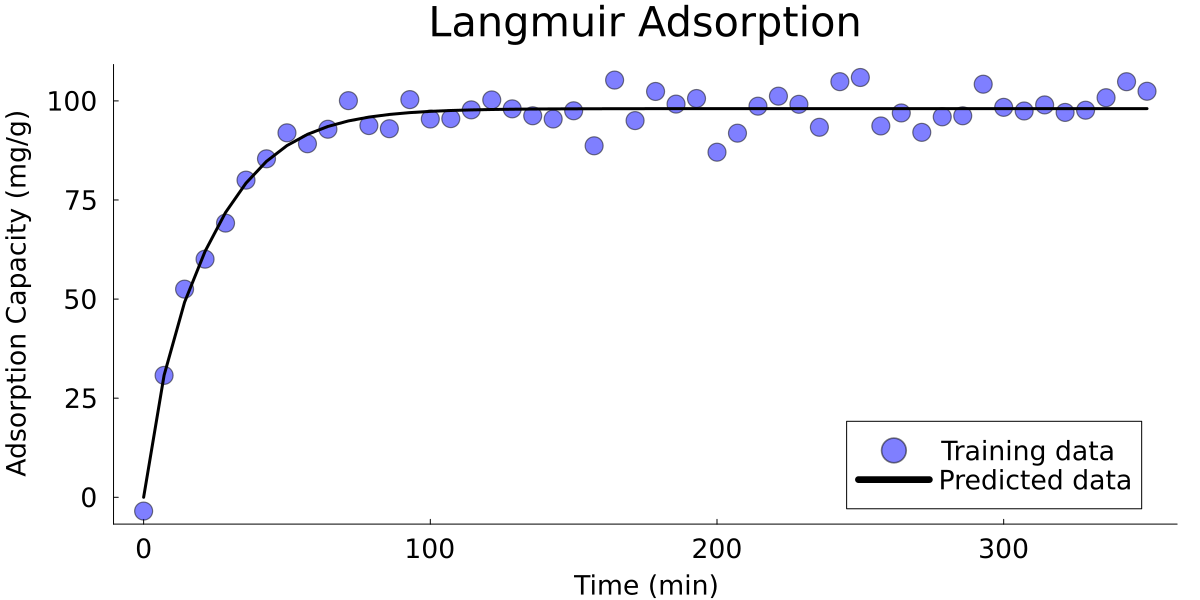 Langmuir Adsorption
Adsorption Capacity (mg/g)
100
75
50
25
0
0 100 200 300
Time (min)
Training data
Predicted data